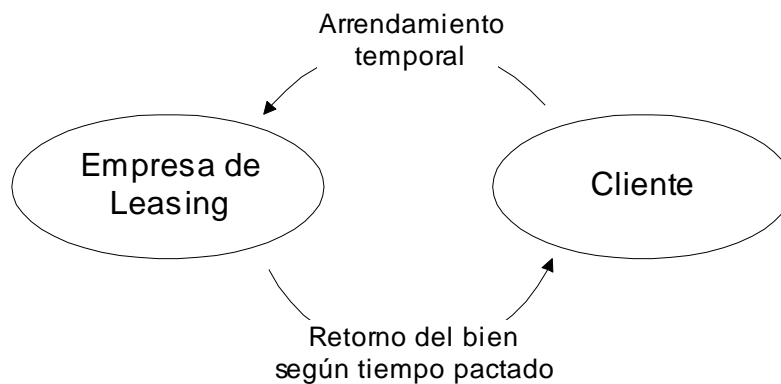 Arrendamiento
temporal
Empresa de
Leasing
Cliente
Retorno del bien
según tiempo pactado